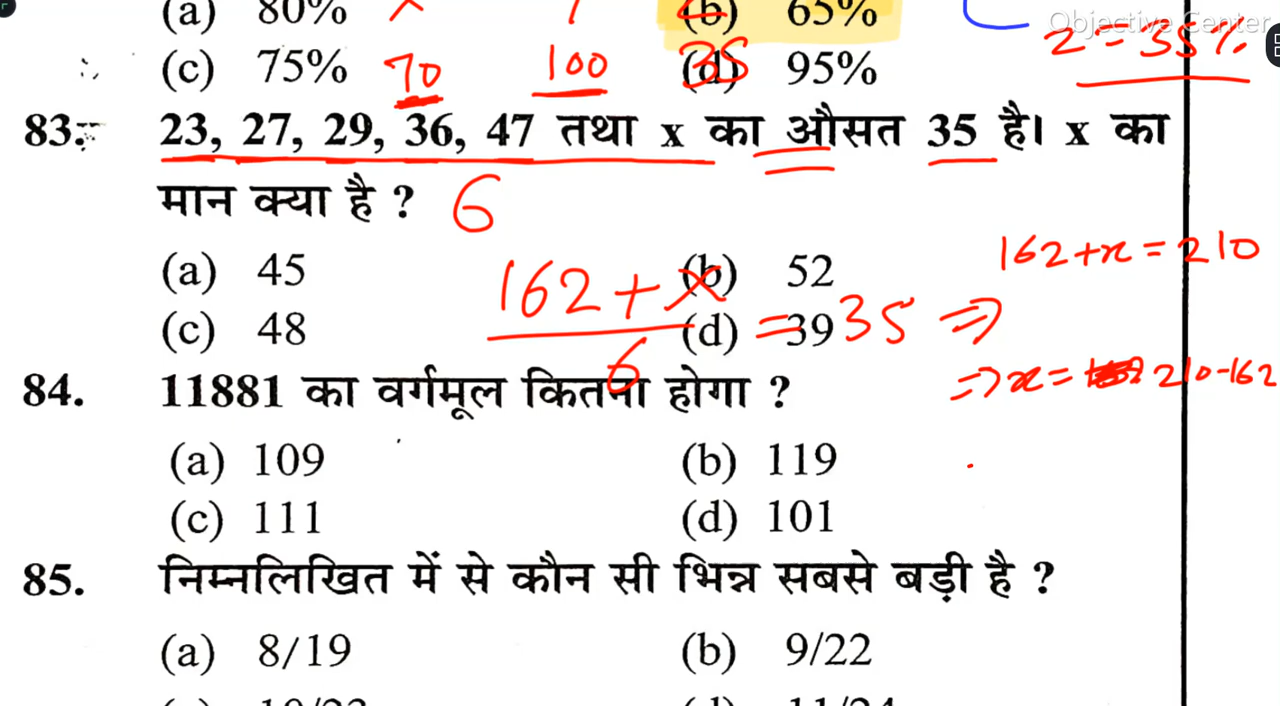 (a) 80% (b) 65%
Objective Center
2 = 35%
(c) 75% 70 100 (d) 35 95%
83. 23, 27, 29, 36, 47 तथा x का औसत 35 है। x का
मान क्या है ? 6
(a) 45 (b) 52
162 + x = 210
162 + x
(c) 48 (d) 39
6
= 35 ⇒
⇒ x = 210 - 162
84. 11881 का वर्गमूल कितना होगा ?
(a) 109 (b) 119
(c) 111 (d) 101
85. निम्नलिखित में से कौन सी भिन्न सबसे बड़ी है ?
(a) 8/19 (b) 9/22